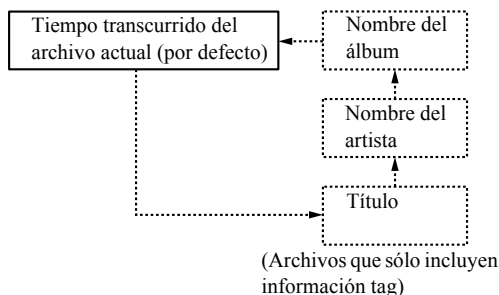 Tiempo transcurrido del
archivo actual (por defecto)
Nombre del
álbum
Nombre del
artista
Título
(Archivos que sólo incluyen
información tag)